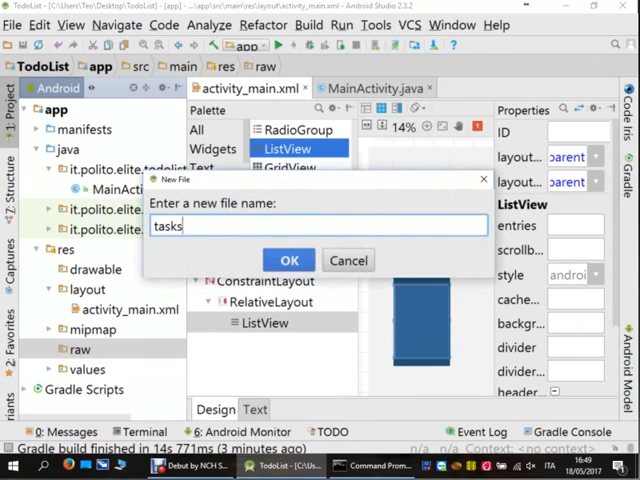 TodoList - [C:\Users\Teo\Desktop\TodoList] - [app] - ...\app\src\main\res\layout\activity_main.xml - Android Studio 2.3.2
File Edit View Navigate Code Analyze Refactor Build Run Tools VCS Window Help
app
TodoList app src main res raw
Android
activity_main.xml
MainActivity.java
1: Project
7: Structure
Captures
2: Favorites
app
manifests
java
it.polito.elite.todolist
MainActi
it.polito.elite.
it.polito.elite.
res
drawable
layout
activity_main.xml
mipmap
raw
values
Gradle Scripts
Palette
All
Widgets
Text
RadioGroup
ListView
GridView
14%
1
New File
Enter a new file name:
tasks
OK
Cancel
ConstraintLayout
RelativeLayout
ListView
Design Text
Properties
ID
layout...
parent
layout...
parent
ListView
entries
scrollb...
style
androi
cache...
backgr...
divider
divider...
header
Gradle
Android Model
0: Messages
Terminal
6: Android Monitor
TODO
Event Log
Gradle Console
Gradle build finished in 14s 771ms (3 minutes ago)
n/a n/a Context: <no context>
Debut by NCH S...
TodoList - [C:\Us...
Command Prom...
ITA
16:49
18/05/2017